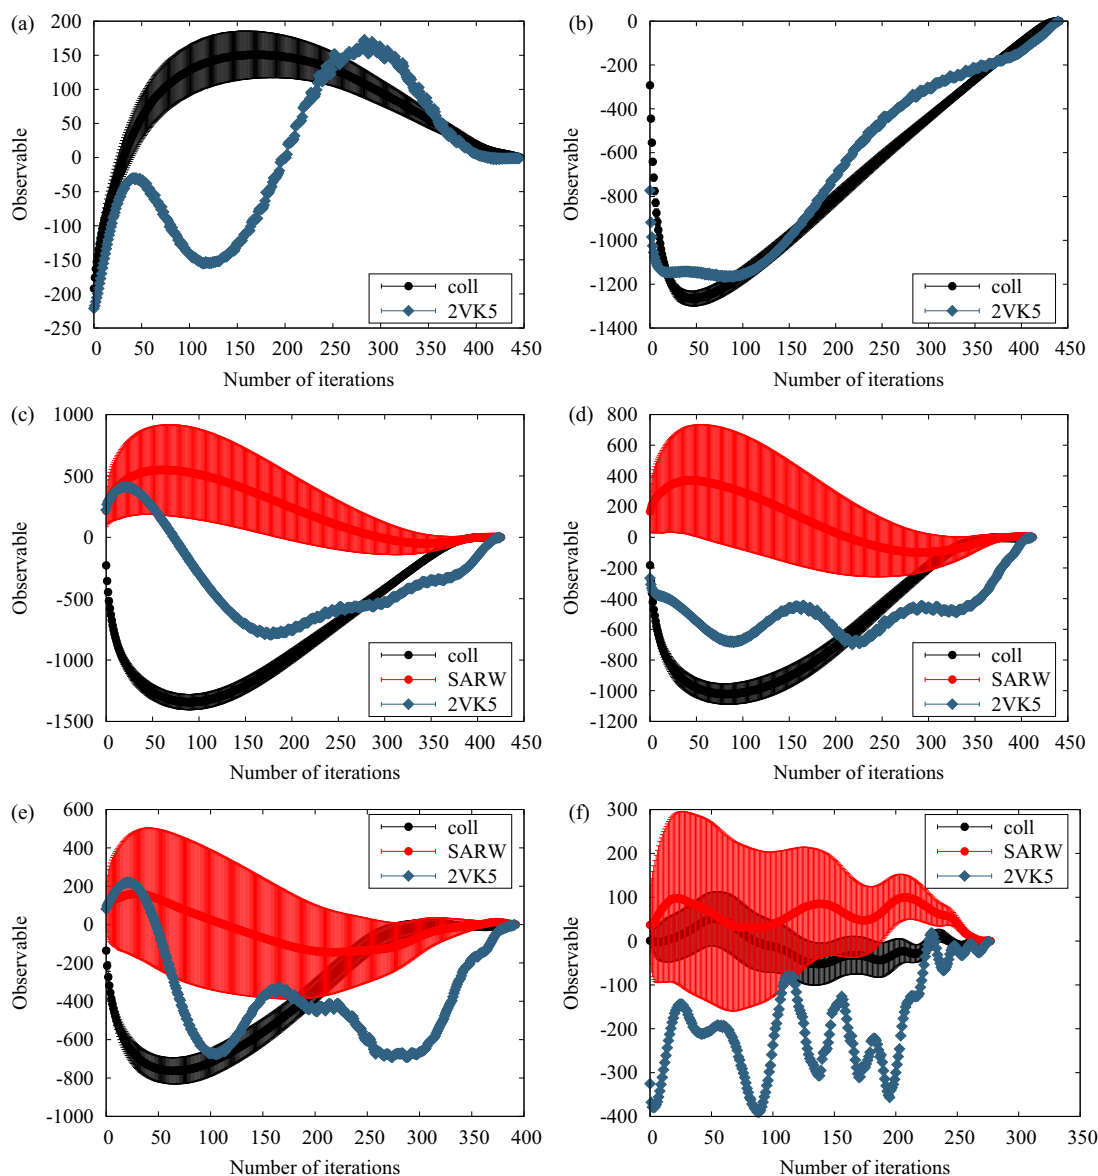 (a)
200
150
100
50
0
-50
-100
-150
-200
-250
Observable
coll
2VK5
0 50 100 150 200 250 300 350 400 450
Number of iterations
(b)
0
-200
-400
-600
-800
-1000
-1200
-1400
Observable
coll
2VK5
0 50 100 150 200 250 300 350 400 450
Number of iterations
(c)
1000
500
0
-500
-1000
-1500
Observable
coll
SARW
2VK5
0 50 100 150 200 250 300 350 400 450
Number of iterations
(d)
800
600
400
200
0
-200
-400
-600
-800
-1000
-1200
Observable
coll
SARW
2VK5
0 50 100 150 200 250 300 350 400 450
Number of iterations
(e)
600
400
200
0
-200
-400
-600
-800
-1000
Observable
coll
SARW
2VK5
0 50 100 150 200 250 300 350 400
Number of iterations
(f)
300
200
100
0
-100
-200
-300
-400
Observable
coll
SARW
2VK5
0 50 100 150 200 250 300 350
Number of iterations